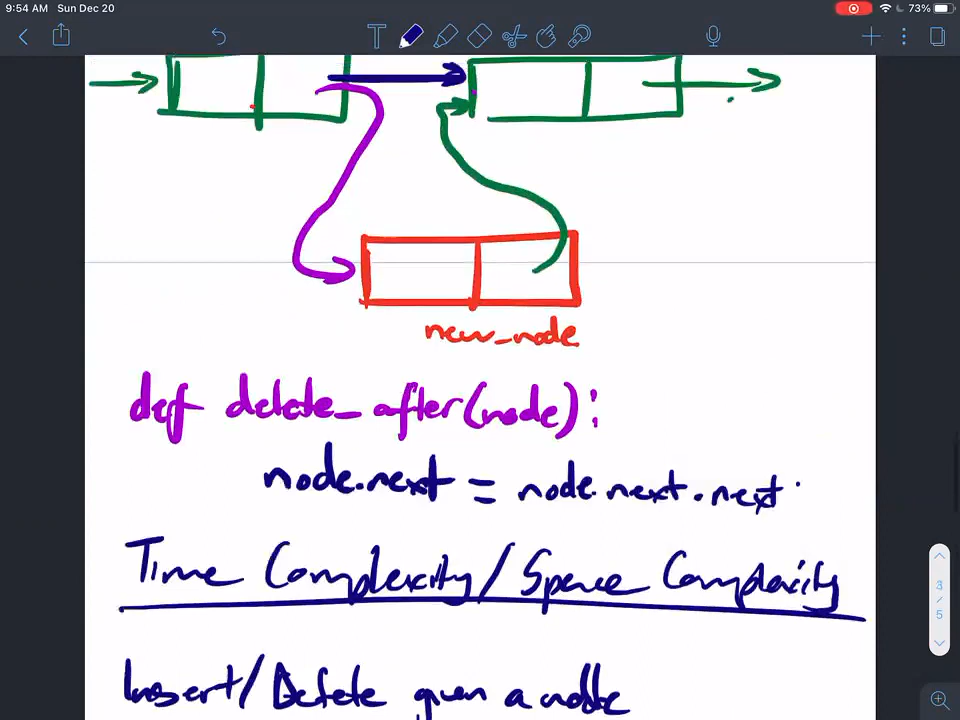 9:54 AM Sun Dec 20
73%
T
new_node
def delete_after(node):
node.next = node.next.next
Time Complexity/Space Complexity
3
/
5
Insert/Delete given a node